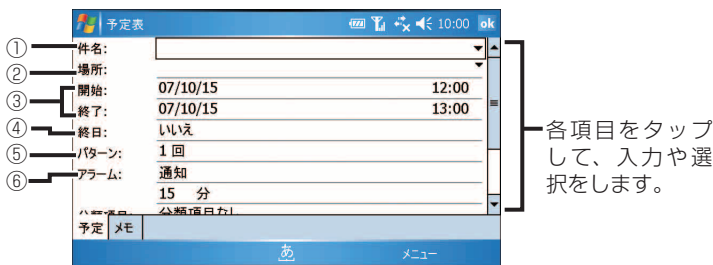 予定表 10:00 ok
① 件名:
② 場所:
③ 開始: 07/10/15 12:00
終了: 07/10/15 13:00
④ 終日: いいえ
⑤ パターン: 1 回
⑥ アラーム: 通知
15 分
分類項目: 分類項目なし
予定 メモ
あ メニュー
各項目をタップ
して、入力や選
択をします。